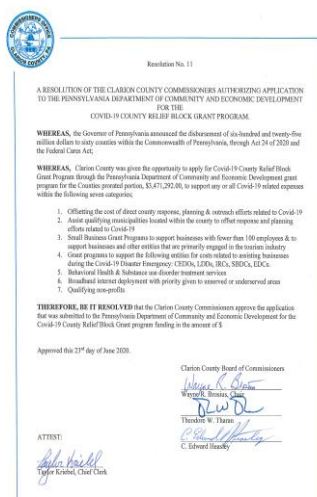 COMMISSIONERS OFFICE
CLARION COUNTY, PA
Resolution No. 11
A RESOLUTION OF THE CLARION COUNTY COMMISSIONERS AUTHORIZING APPLICATION
TO THE PENNSYLVANIA DEPARTMENT OF COMMUNITY AND ECONOMIC DEVELOPMENT
FOR THE
COVID-19 COUNTY RELIEF BLOCK GRANT PROGRAM.
WHEREAS, the Governor of Pennsylvania announced the disbursement of six-hundred and twenty-five
million dollars to sixty counties within the Commonwealth of Pennsylvania, through Act 24 of 2020 and
the Federal Cares Act;
WHEREAS, Clarion County was given the opportunity to apply for Covid-19 County Relief Block
Grant Program through the Pennsylvania Department of Community and Economic Development grant
program for the Counties prorated portion, $3,471,292.00, to support any or all Covid-19 related expenses
within the following seven categories;
1. Offsetting the cost of direct county response, planning & outreach efforts related to Covid-19
2. Assist qualifying municipalities located within the county to offset response and planning
efforts related to Covid-19
3. Small Business Grant Programs to support businesses with fewer than 100 employees & to
support businesses and other entities that are primarily engaged in the tourism industry
4. Grant programs to support the following entities for costs related to assisting businesses
during the Covid-19 Disaster Emergency: CEDOs, LDDs, IRCs, SBDCs, EDCs.
5. Behavioral Health & Substance use disorder treatment services
6. Broadband internet deployment with priority given to unserved or underserved areas
7. Qualifying non-profits
THEREFORE, BE IT RESOLVED that the Clarion County Commissioners approve the application
that was submitted to the Pennsylvania Department of Community and Economic Development for the
Covid-19 County Relief Block Grant program funding in the amount of $
Approved this 23rd day of June 2020.
Clarion County Board of Commissioners
Wayne R. Brosius
Wayne R. Brosius, Chair
Theodore W. Tharan
C. Edward Heasley
C. Edward Heasley
ATTEST:
Taylor Kriebel
Taylor Kriebel, Chief Clerk